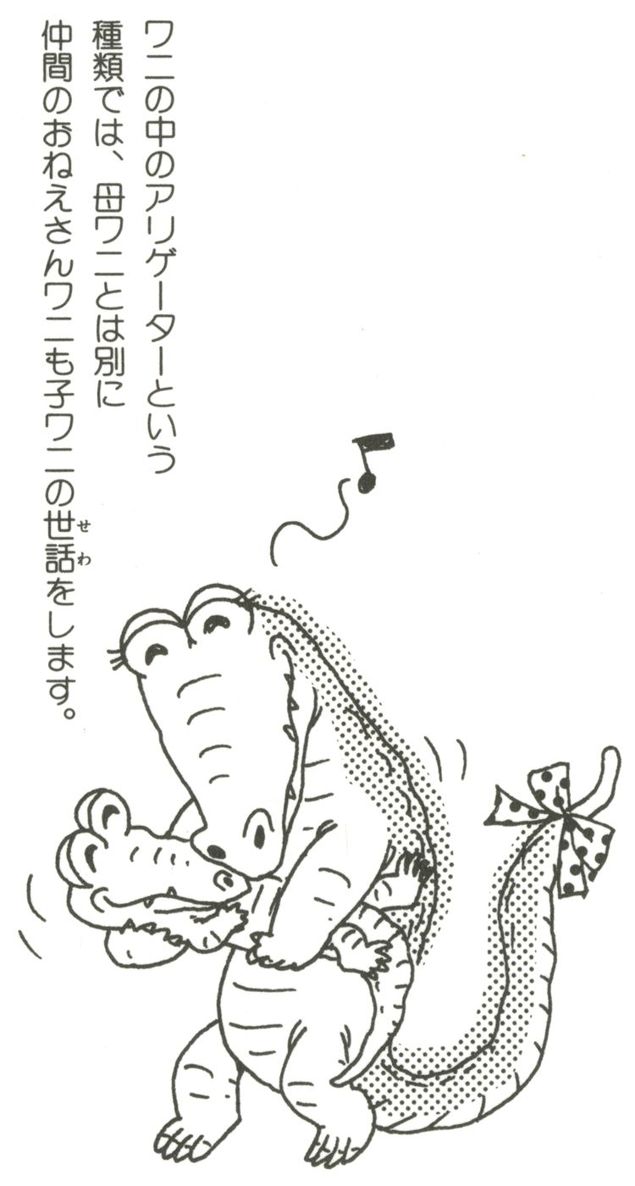 ワニの中のアリゲーターという
種類では、母ワニとは別に
仲間のおねえさんワニも子ワニの世話をします。
せわ